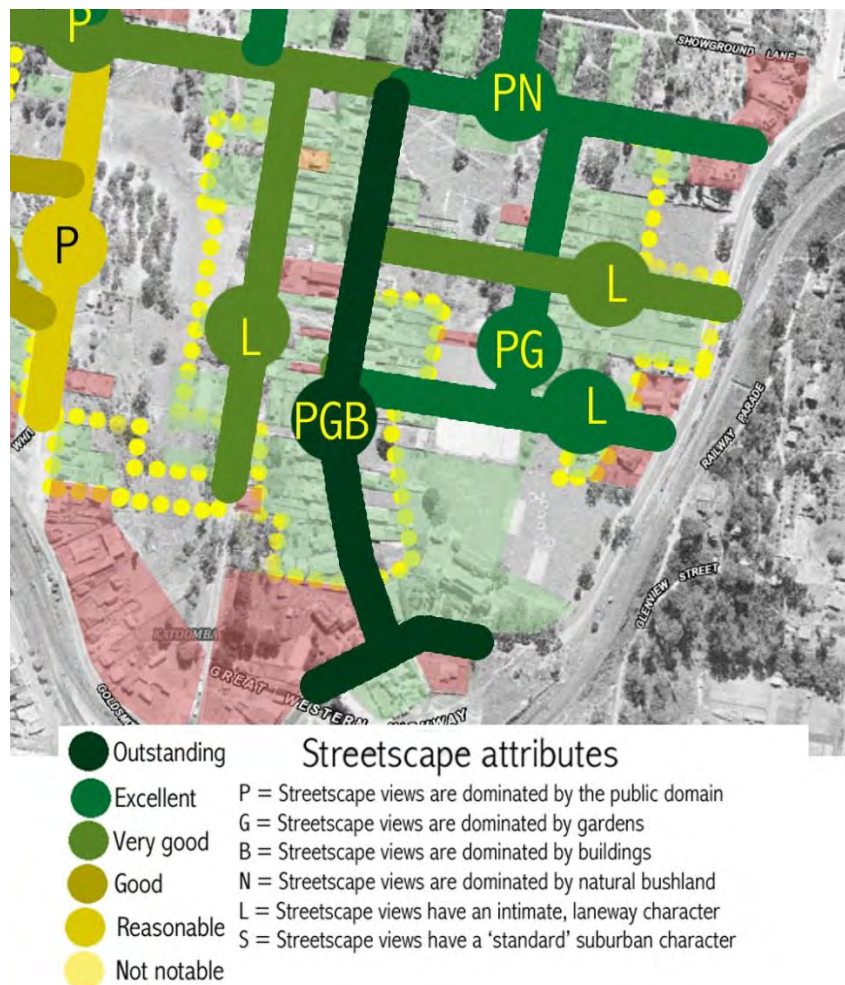 P
PN
SHOWGROUND LANE
P
L
L
PG
L
PGB
RAILWAY PARADE
GLENVIEW STREET
KATOOMBA
GREAT WESTERN HIGHWAY
Streetscape attributes
Outstanding
Excellent
Very good
Good
Reasonable
Not notable
P = Streetscape views are dominated by the public domain
G = Streetscape views are dominated by gardens
B = Streetscape views are dominated by buildings
N = Streetscape views are dominated by natural bushland
L = Streetscape views have an intimate, laneway character
S = Streetscape views have a ‘standard’ suburban character